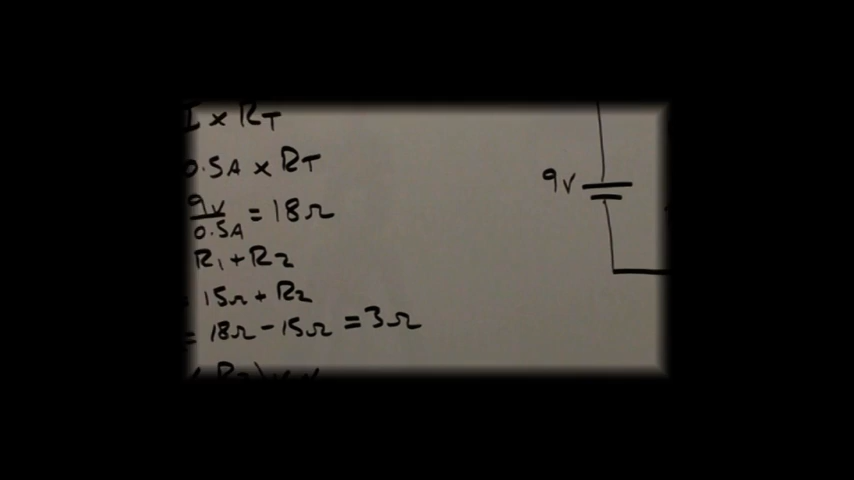 I x RT
0.5A x RT
9V/0.5A = 18Ω
R1 + R2
= 15Ω + R2
= 18Ω - 15Ω = 3Ω
9V